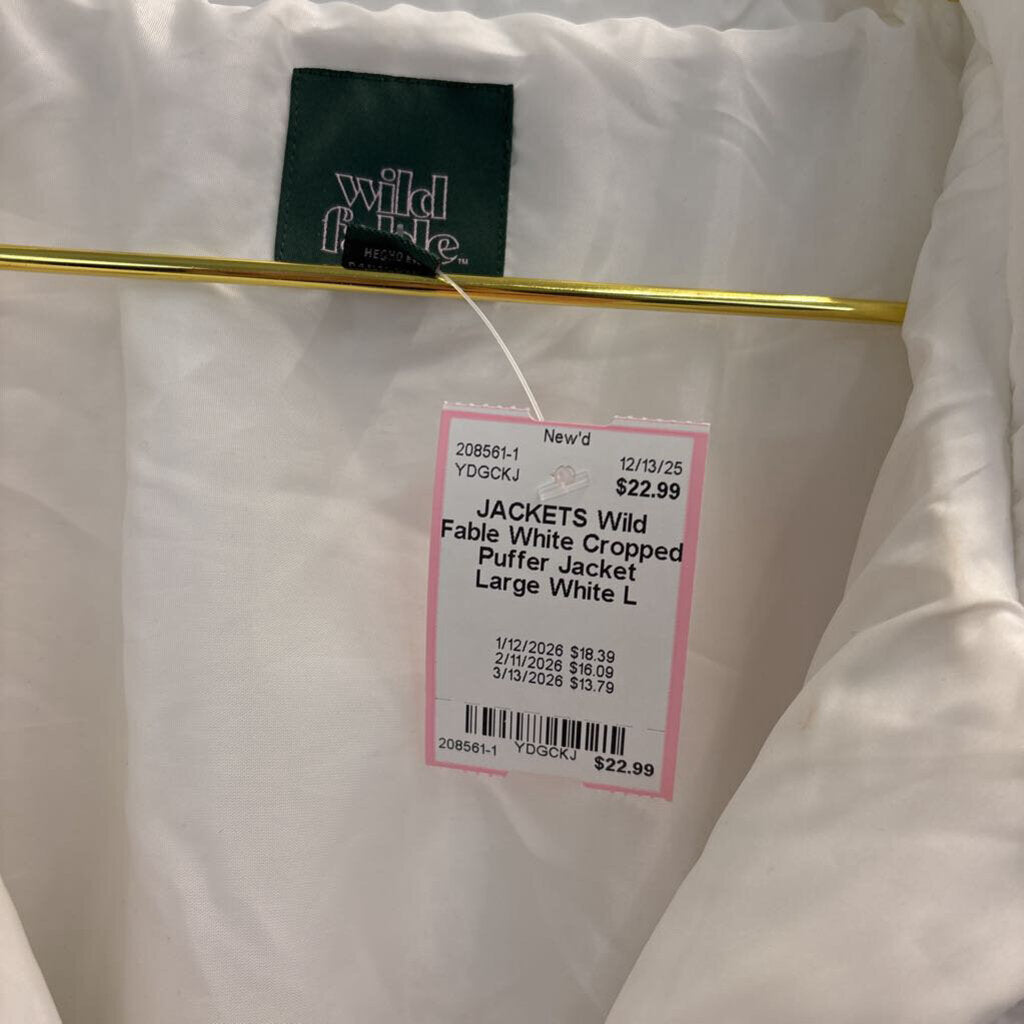 wild
fable™
HECHO E
New'd
208561-1
YDGCKJ
12/13/25
$22.99
JACKETS Wild
Fable White Cropped
Puffer Jacket
Large White L
1/12/2026 $18.39
2/11/2026 $16.09
3/13/2026 $13.79
208561-1 YDGCKJ $22.99